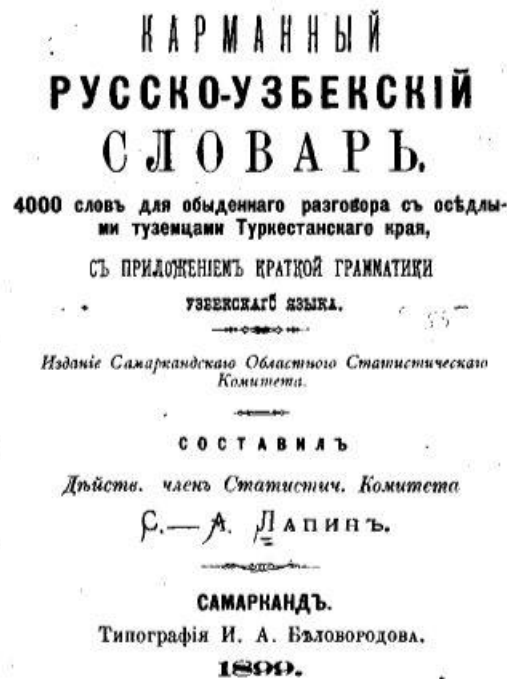 КАРМАННЫЙ
РУССКО-УЗБЕКСКІЙ
СЛОВАРЬ.
4000 словъ для обыденнаго разговора съ осѣдлы-
ми туземцами Туркестанскаго края,
СЪ ПРИЛОЖЕНІЕМЪ КРАТКОЙ ГРАММАТИКИ
УЗБЕКСКАГО ЯЗЫКА.
Изданіе Самаркандскаго Областного Статистическаго
Комитета.
СОСТАВИЛЪ
Дѣйств. членъ Статистич. Комитета
С.—А. Лапинъ.
САМАРКАНДЪ.
Типографія И. А. Бѣловородова.
1899.